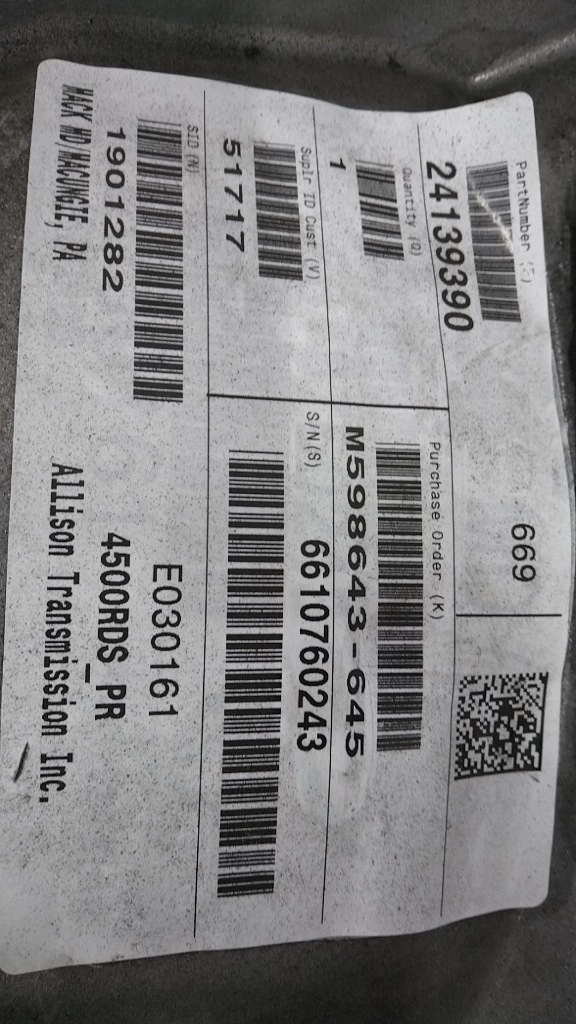 PartNumber (P)
24139390
669
Quantity (Q)
1
Purchase Order (K)
M598643-645
Suplr ID Cust (V)
51717
S/N(S)
6610760243
SID (N)
1901282
MACK MD/MACUNGIE, PA
E030161
4500RDS_PR
Allison Transmission Inc.